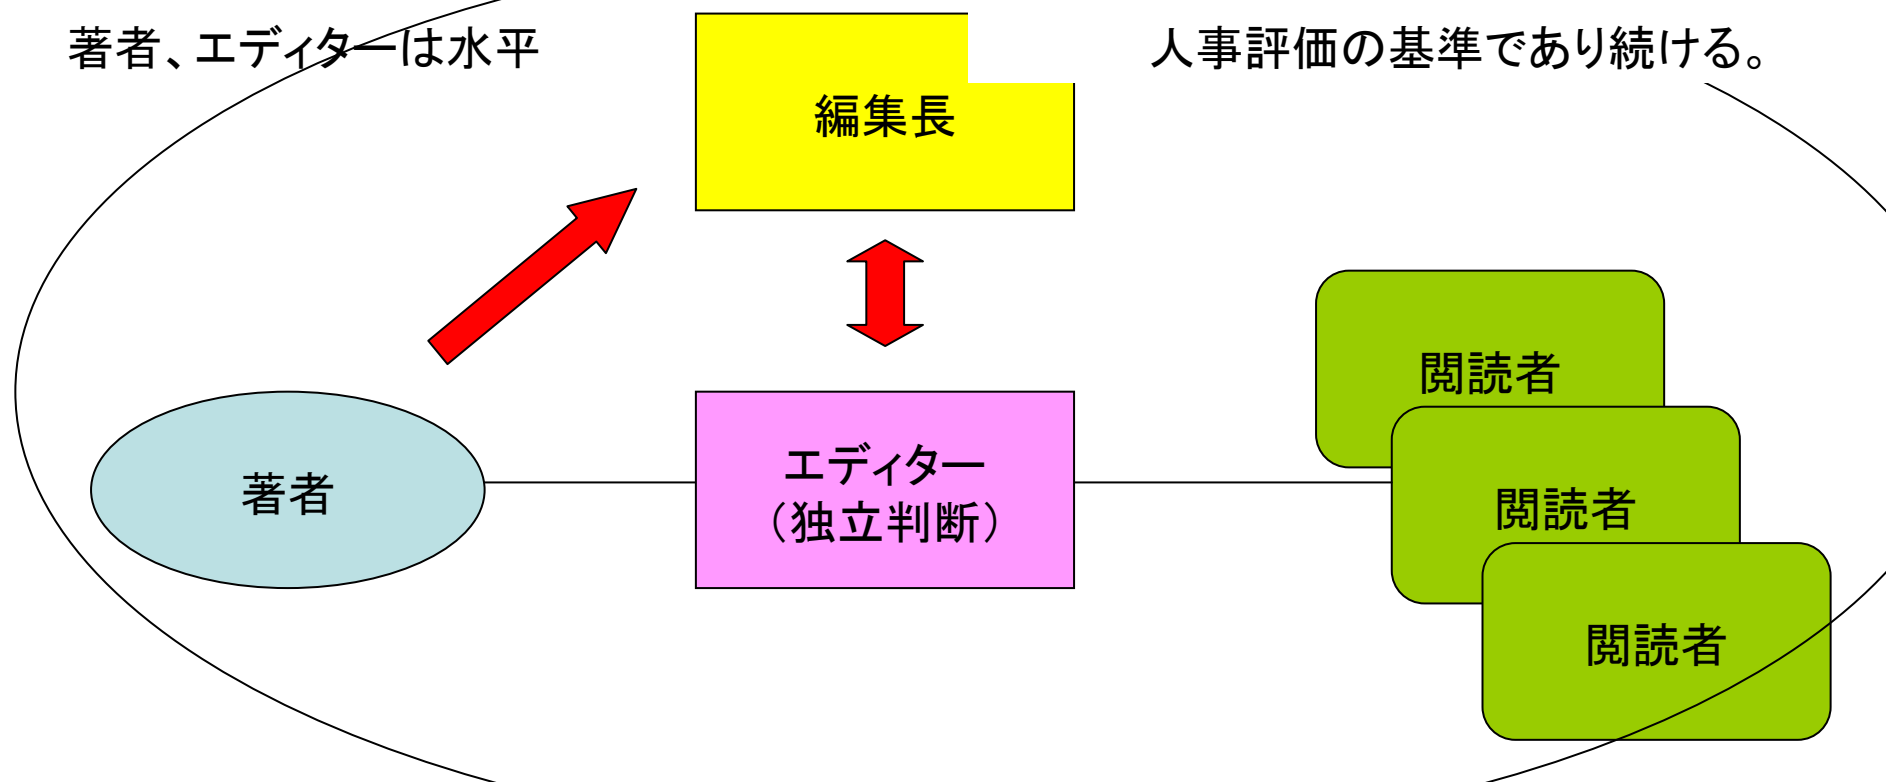 著者、エディターは水平
人事評価の基準であり続ける。
編集長
閲読者
著者
エディター
（独立判断）
閲読者
閲読者